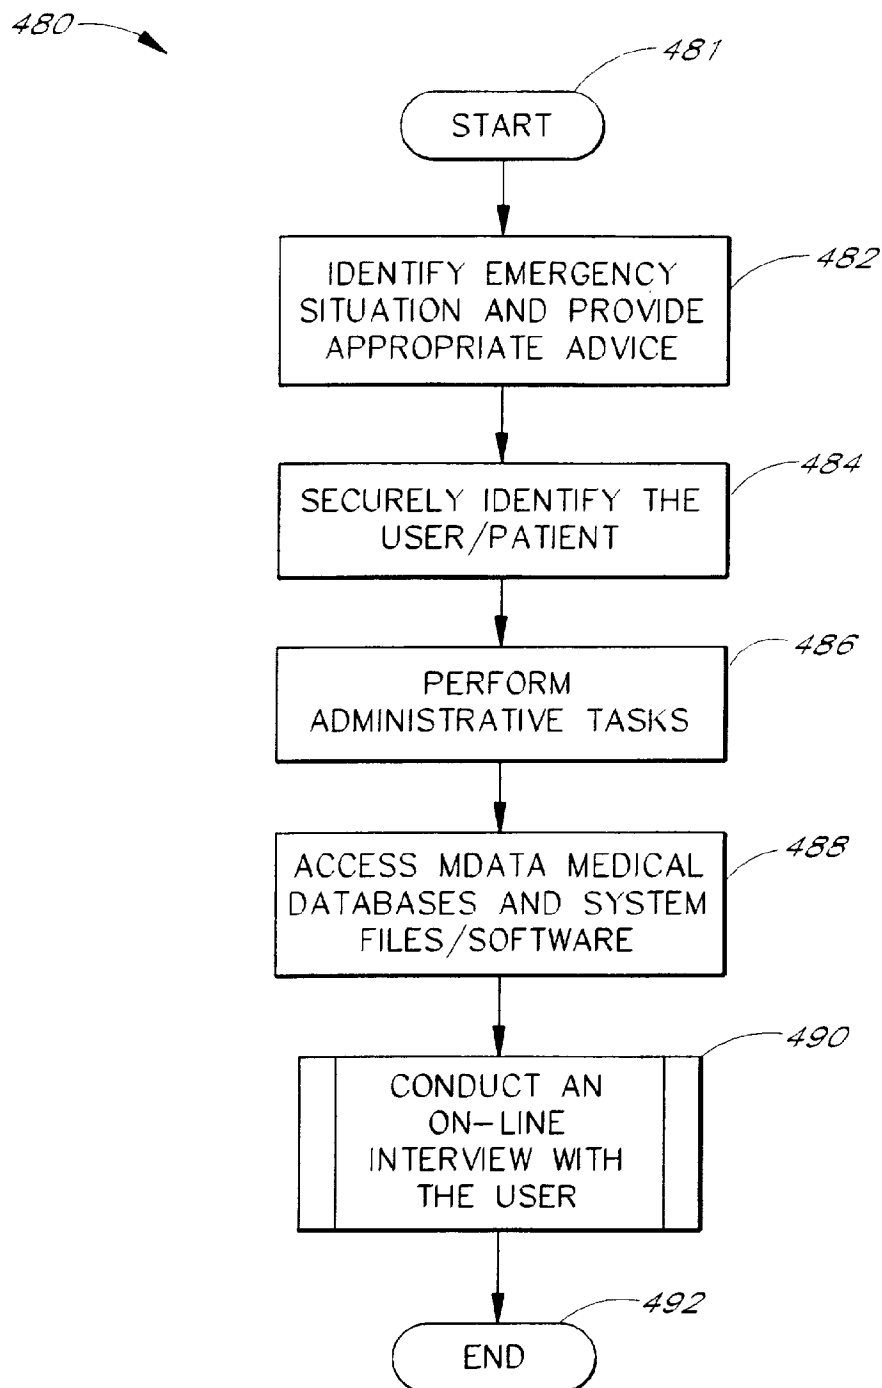 480
481
START
482
IDENTIFY EMERGENCY
SITUATION AND PROVIDE
APPROPRIATE ADVICE
484
SECURELY IDENTIFY THE
USER/PATIENT
486
PERFORM
ADMINISTRATIVE TASKS
488
ACCESS MDATA MEDICAL
DATABASES AND SYSTEM
FILES/SOFTWARE
490
CONDUCT AN
ON-LINE
INTERVIEW WITH
THE USER
492
END